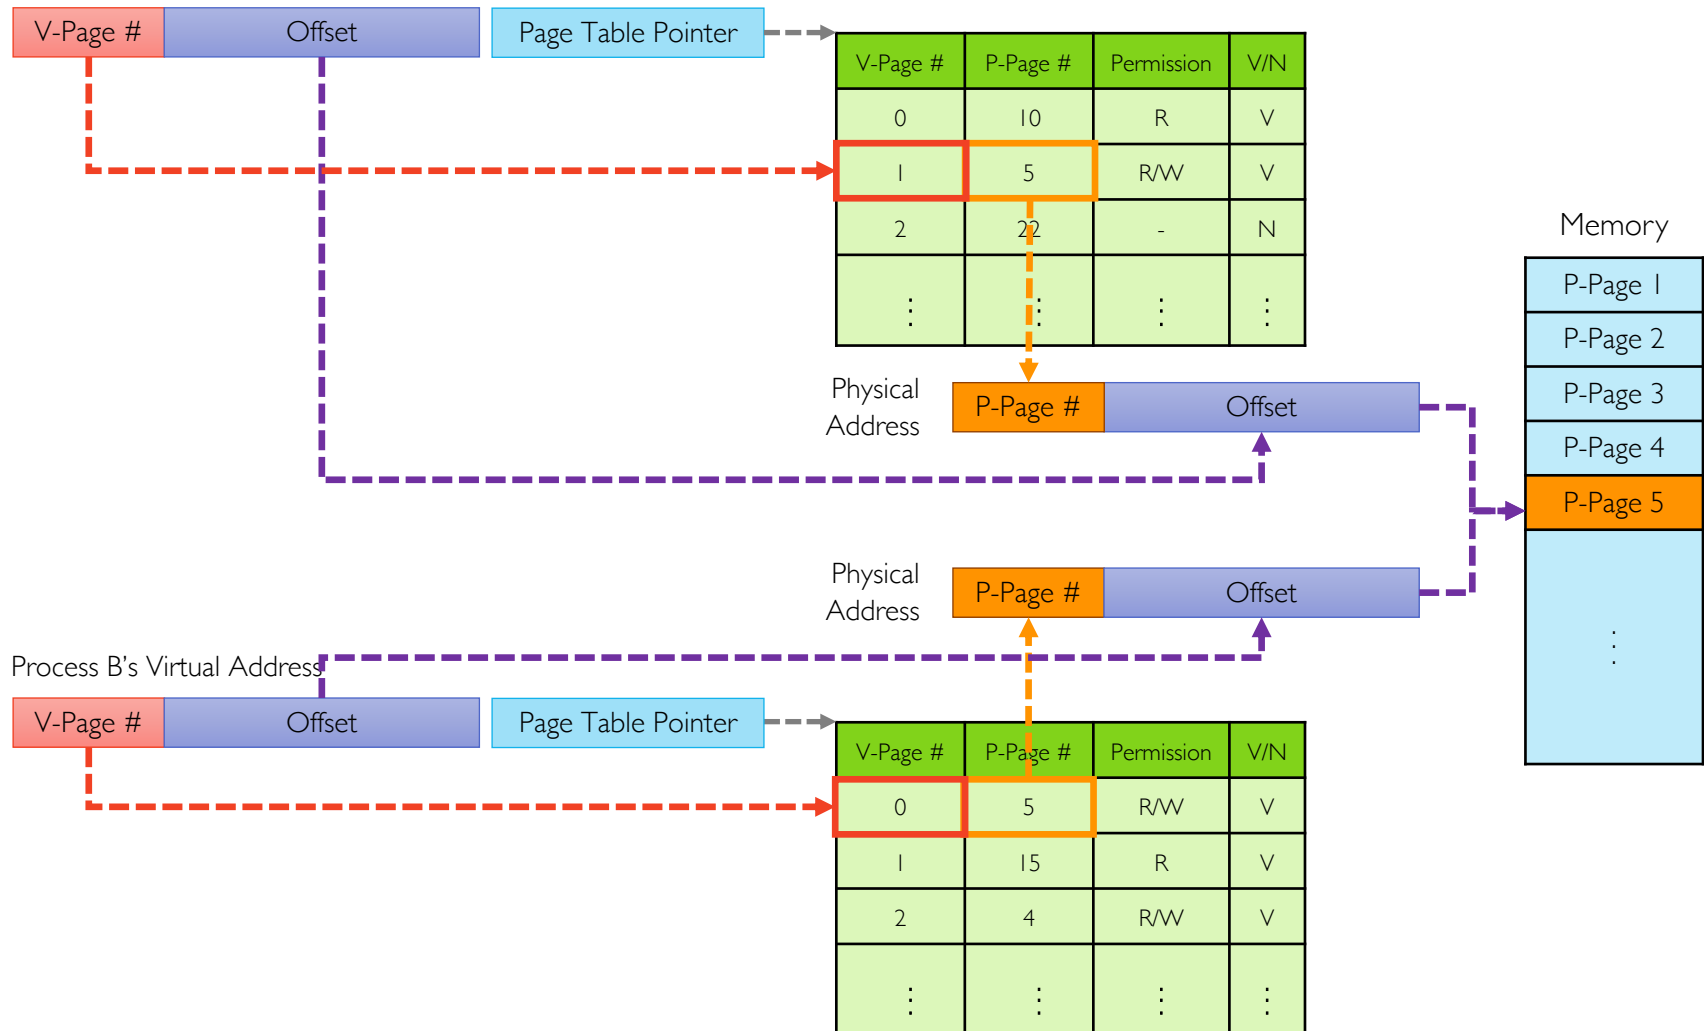 V-Page # Offset Page Table Pointer
V-Page # P-Page # Permission V/N
0 10 R V
1 5 R/W V
2 22 - N
⋮ ⋮ ⋮ ⋮
Memory
P-Page 1
P-Page 2
P-Page 3
P-Page 4
P-Page 5
⋮
Physical
Address
P-Page # Offset
Physical
Address
P-Page # Offset
Process B's Virtual Address
V-Page # Offset Page Table Pointer
V-Page # P-Page # Permission V/N
0 5 R/W V
1 15 R V
2 4 R/W V
⋮ ⋮ ⋮ ⋮